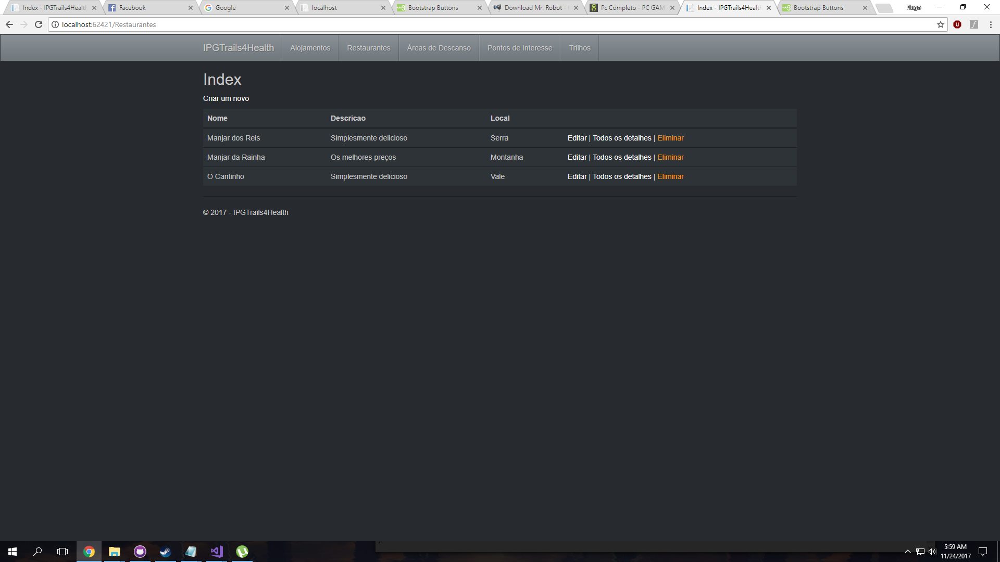 Index - IPGTrails4Health
Facebook
Google
localhost
Bootstrap Buttons
Download Mr. Robot -
Pc Completo - PC GAM
Index - IPGTrails4Health
Bootstrap Buttons
Hugo
localhost:62421/Restaurantes
IPGTrails4Health Alojamentos Restaurantes Áreas de Descanso Pontos de Interesse Trilhos
Index
Criar um novo
Nome Descricao Local
Manjar dos Reis Simplesmente delicioso Serra Editar | Todos os detalhes | Eliminar
Manjar da Rainha Os melhores preços Montanha Editar | Todos os detalhes | Eliminar
O Cantinho Simplesmente delicioso Vale Editar | Todos os detalhes | Eliminar
© 2017 - IPGTrails4Health
5:59 AM
11/24/2017